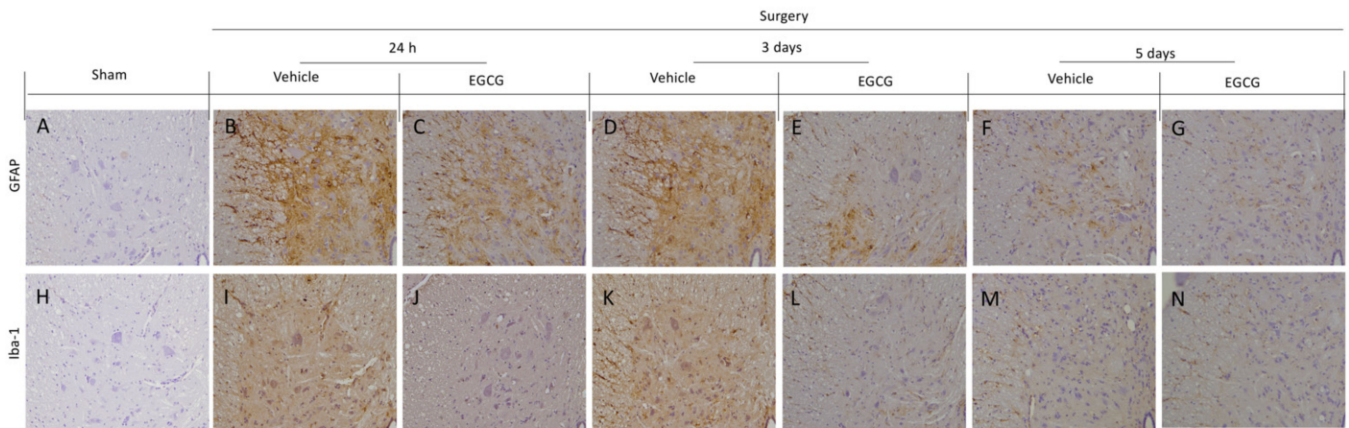 Surgery
24 h
3 days
5 days
Sham
Vehicle
EGCG
Vehicle
EGCG
Vehicle
EGCG
GFAP
A
B
C
D
E
F
G
Iba-1
H
I
J
K
L
M
N